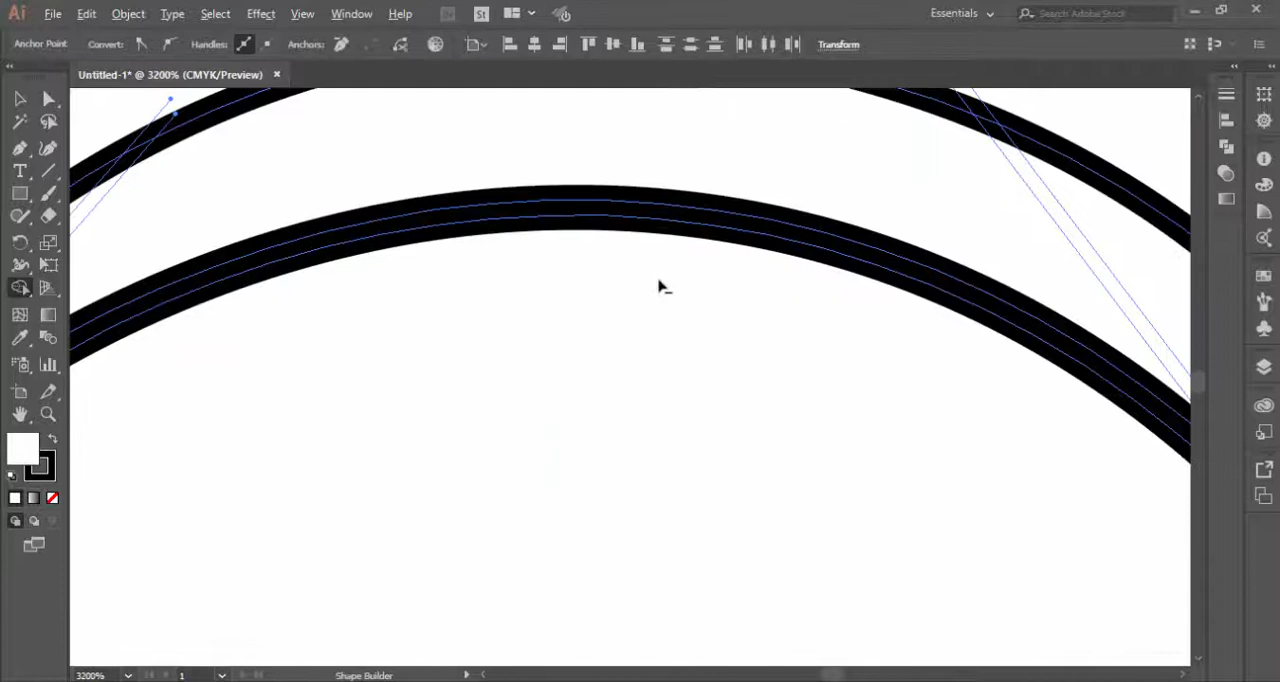 Ai File Edit Object Type Select Effect View Window Help St Essentials Search Adobe Stock
Anchor Point Convert: Handles: Anchors: Transform
Untitled-1* @ 3200% (CMYK/Preview) ×
T
3200% 1 Shape Builder